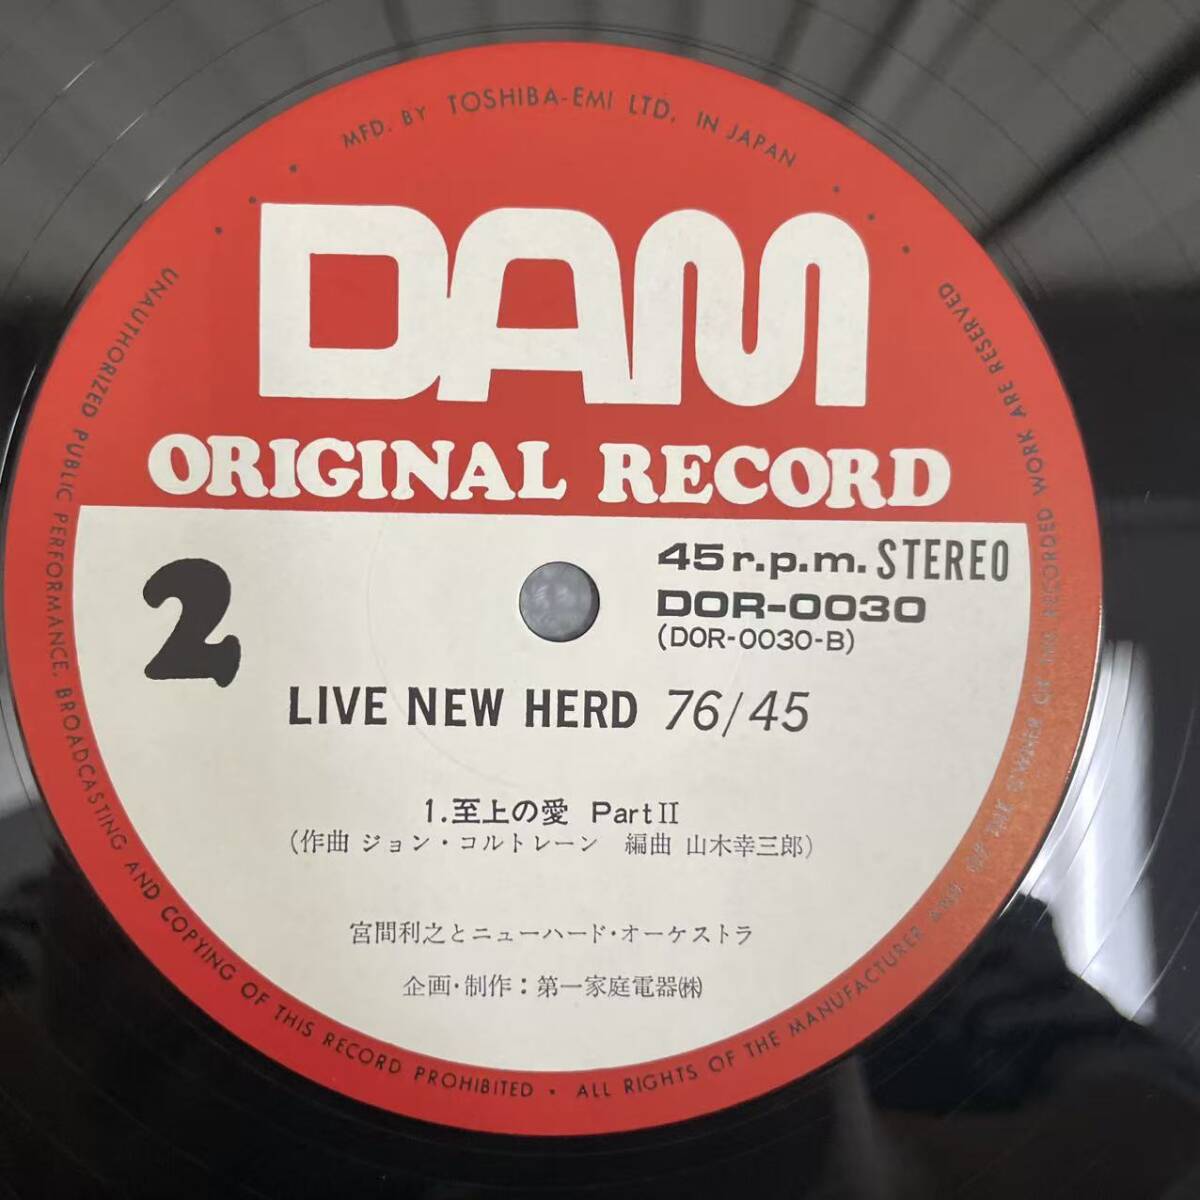 MFD. BY TOSHIBA-EMI LTD. IN JAPAN
DAM
ORIGINAL RECORD
2
45 r.p.m. STEREO
DOR-0030
(DOR-0030-B)
LIVE NEW HERD 76/45
1.至上の愛 Part II
(作曲 ジョン・コルトレーン 編曲 山木幸三郎)
宮間利之とニューハード・オーケストラ
企画・制作：第一家庭電器㈱
UNAUTHORIZED PUBLIC PERFORMANCE, BROADCASTING AND COPYING OF THIS RECORD PROHIBITED • ALL RIGHTS OF THE MANUFACTURER AND OF THE OWNER OF THE RECORDED WORK ARE RESERVED